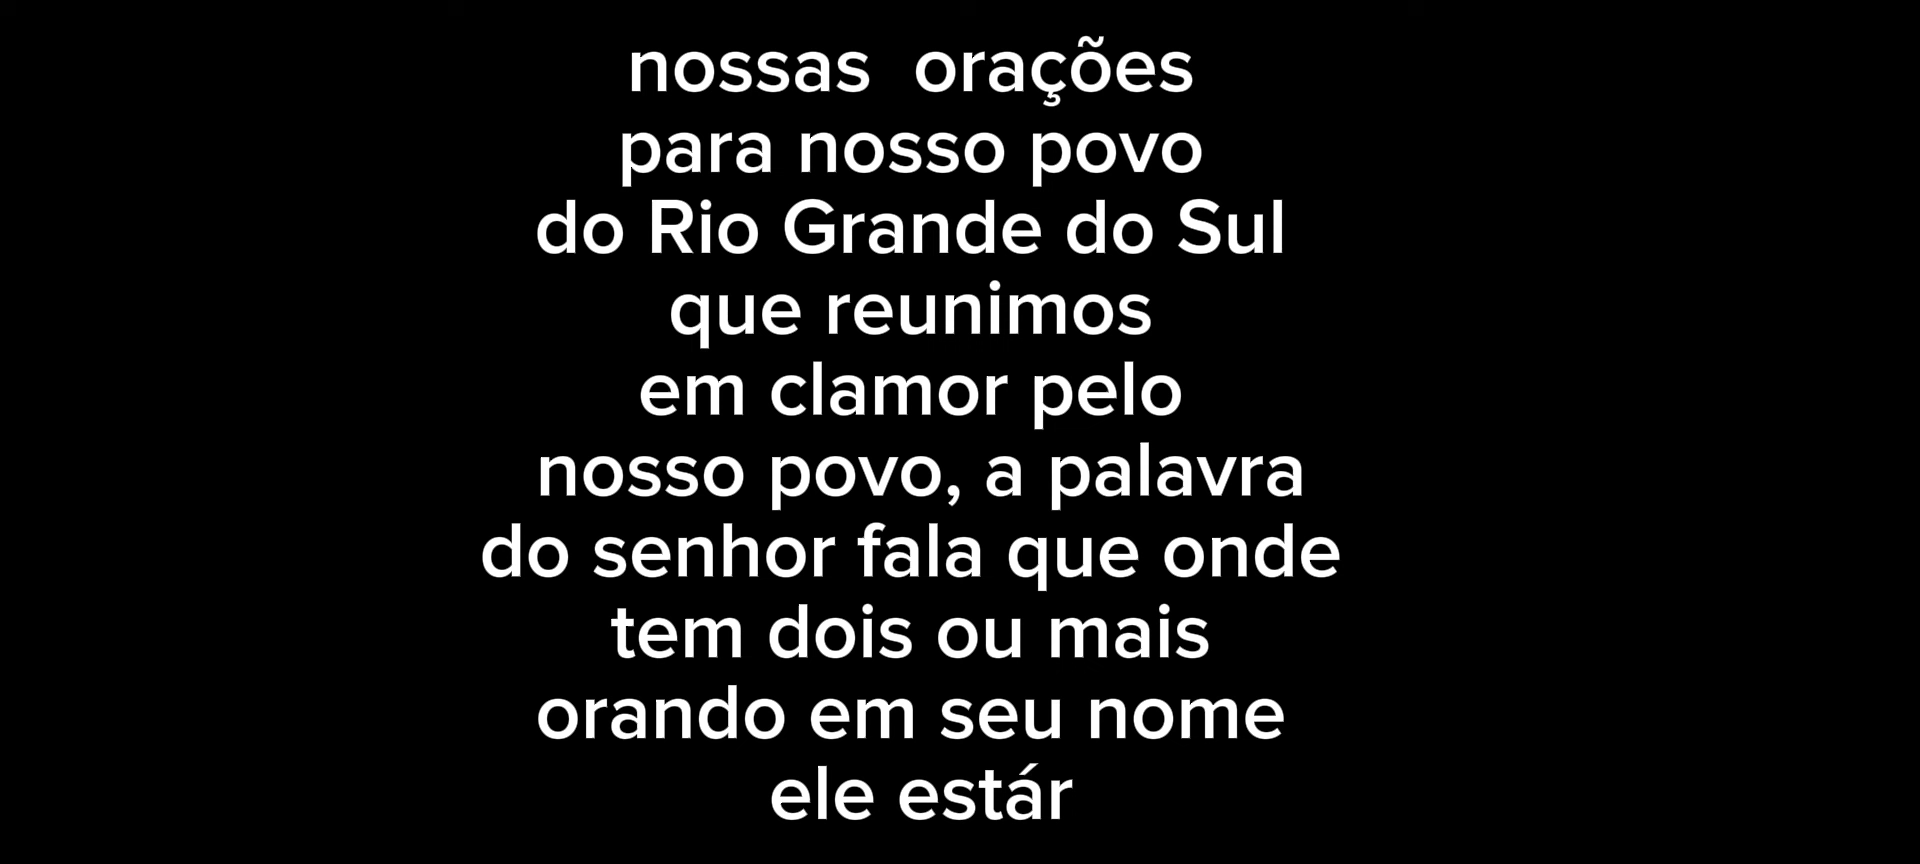 nossas  orações
para nosso povo
do Rio Grande do Sul
que reunimos
em clamor pelo
nosso povo, a palavra
do senhor fala que onde
tem dois ou mais
orando em seu nome
ele estár